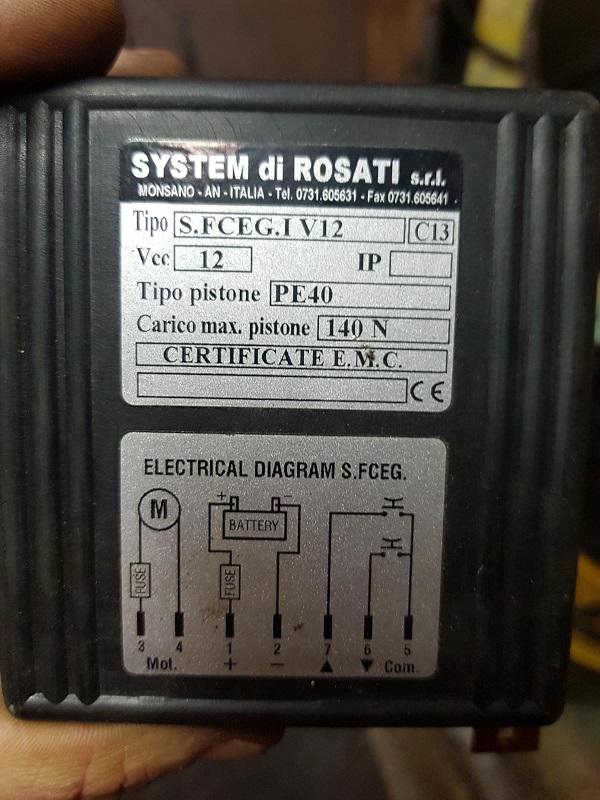 SYSTEM di ROSATI s.r.l.
MONSANO - AN - ITALIA - Tel. 0731.605631 - Fax 0731.605641
Tipo S.FCEG.I V12 C13
Vcc 12 IP
Tipo pistone PE40
Carico max. pistone 140 N
CERTIFICATE E.M.C.
CE
ELECTRICAL DIAGRAM S.FCEG.
M
+ −
BATTERY
FUSE FUSE
3 4 1 2 7 6 5
Mot. + − ▲ ▼ Com.